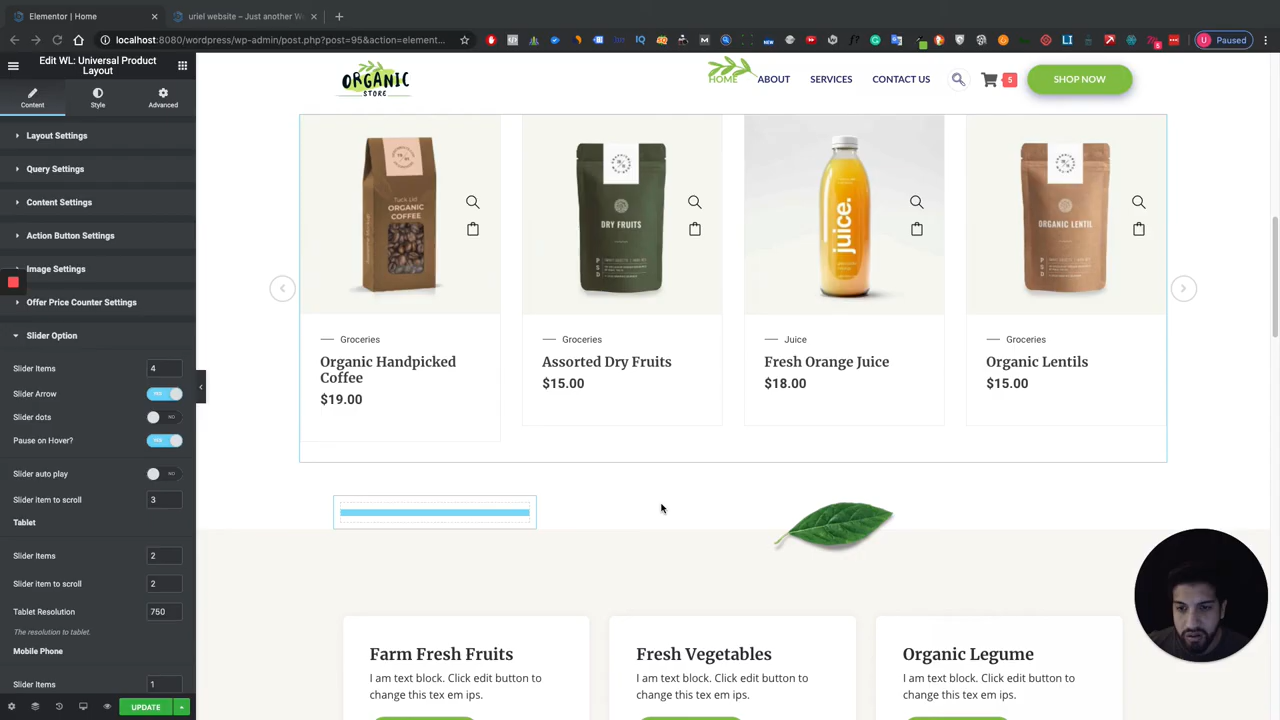 Elementor | Home
uriel website – Just another W
localhost:8080/wordpress/wp-admin/post.php?post=95&action=element...
NEW
IQ
LI
5
U Paused
Edit WL: Universal Product
Layout
Content
Style
Advanced
Layout Settings
Query Settings
Content Settings
Action Button Settings
Image Settings
Offer Price Counter Settings
Slider Option
Slider Items
4
Slider Arrow
YES
Slider dots
NO
Pause on Hover?
YES
Slider auto play
NO
Slider item to scroll
3
Tablet
Slider Items
2
Slider item to scroll
2
Tablet Resolution
750
The resolution to tablet.
Mobile Phone
Slider Items
1
UPDATE
ORGANIC
STORE
HOME
ABOUT
SERVICES
CONTACT US
5
SHOP NOW
ORGANIC
COFFEE
DRY FRUITS
juice.
ORGANIC LENTIL
Groceries
Organic Handpicked
Coffee
$19.00
Groceries
Assorted Dry Fruits
$15.00
Juice
Fresh Orange Juice
$18.00
Groceries
Organic Lentils
$15.00
Farm Fresh Fruits
I am text block. Click edit button to
change this tex em ips.
Fresh Vegetables
I am text block. Click edit button to
change this tex em ips.
Organic Legume
I am text block. Click edit button to
change this tex em ips.